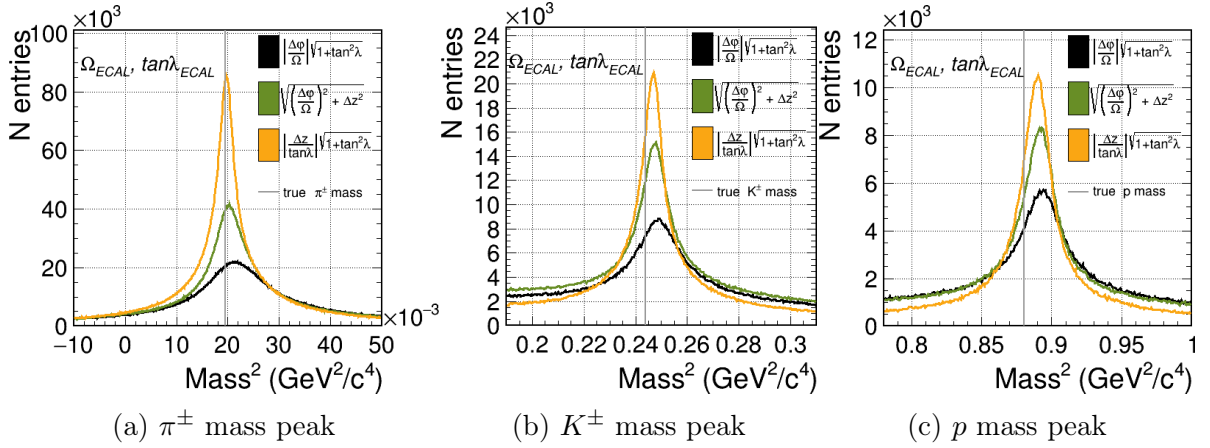 ×10³
N entries
100
80
60
40
20
0
−10 0 10 20 30 40 50
×10⁻³
Mass² (GeV²/c⁴)
Ω_ECAL, tanλ_ECAL
|Δφ/Ω|√(1+tan²λ)
√((Δφ/Ω)² + Δz²)
|Δz/tanλ|√(1+tan²λ)
true π± mass
(a) π± mass peak
×10³
N entries
24
22
20
18
16
14
12
10
8
6
4
2
0
0.2 0.22 0.24 0.26 0.28 0.3
Mass² (GeV²/c⁴)
Ω_ECAL, tanλ_ECAL
|Δφ/Ω|√(1+tan²λ)
√((Δφ/Ω)² + Δz²)
|Δz/tanλ|√(1+tan²λ)
true K± mass
(b) K± mass peak
×10³
N entries
12
10
8
6
4
2
0
0.8 0.85 0.9 0.95 1
Mass² (GeV²/c⁴)
Ω_ECAL, tanλ_ECAL
|Δφ/Ω|√(1+tan²λ)
√((Δφ/Ω)² + Δz²)
|Δz/tanλ|√(1+tan²λ)
true p mass
(c) p mass peak